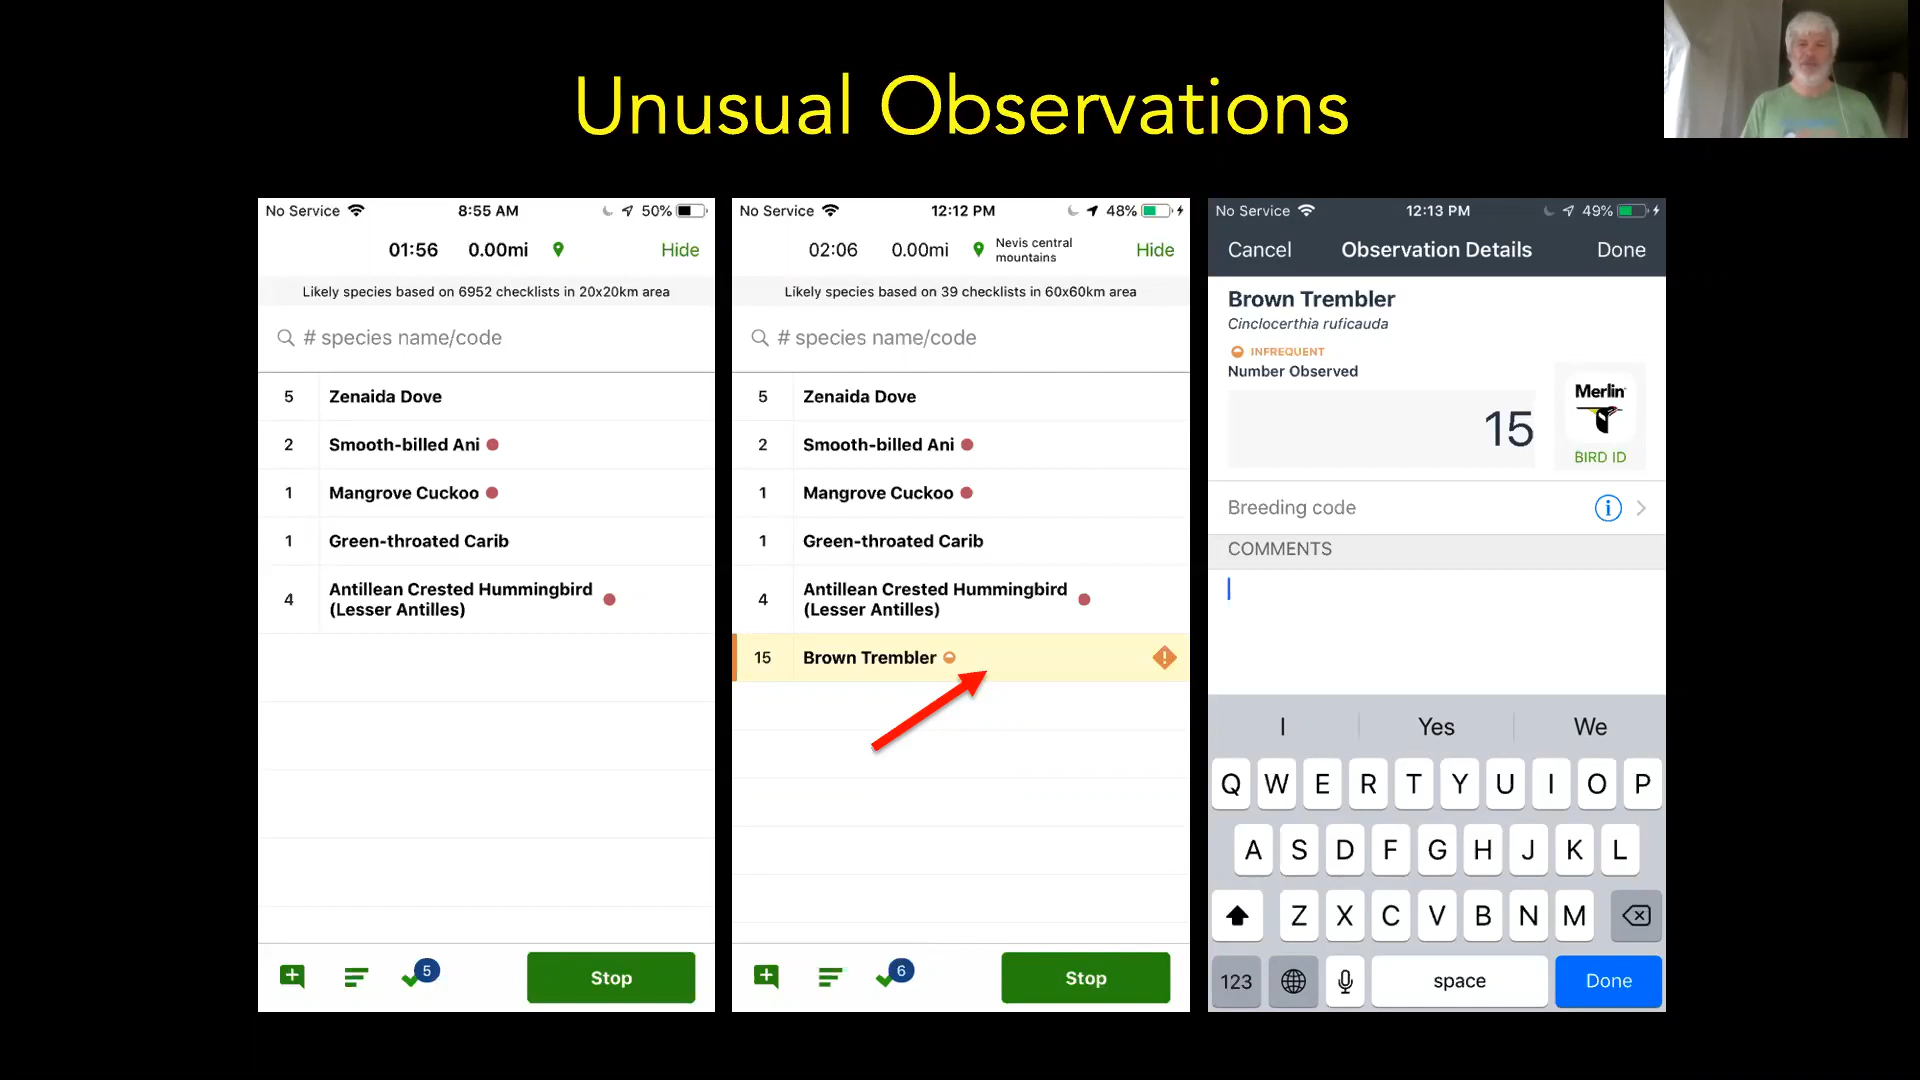 Unusual Observations
No Service 8:55 AM 50%
01:56 0.00mi Hide
Likely species based on 6952 checklists in 20x20km area
# species name/code
5 Zenaida Dove
2 Smooth-billed Ani
1 Mangrove Cuckoo
1 Green-throated Carib
4 Antillean Crested Hummingbird
(Lesser Antilles)
5 Stop
No Service 12:12 PM 48%
02:06 0.00mi Nevis central
mountains Hide
Likely species based on 39 checklists in 60x60km area
# species name/code
5 Zenaida Dove
2 Smooth-billed Ani
1 Mangrove Cuckoo
1 Green-throated Carib
4 Antillean Crested Hummingbird
(Lesser Antilles)
15 Brown Trembler !
6 Stop
No Service 12:13 PM 49%
Cancel Observation Details Done
Brown Trembler
Cinclocerthia ruficauda
INFREQUENT
Number Observed
15
Merlin
BIRD ID
Breeding code i
COMMENTS
I Yes We
Q W E R T Y U I O P
A S D F G H J K L
Z X C V B N M
123 space Done